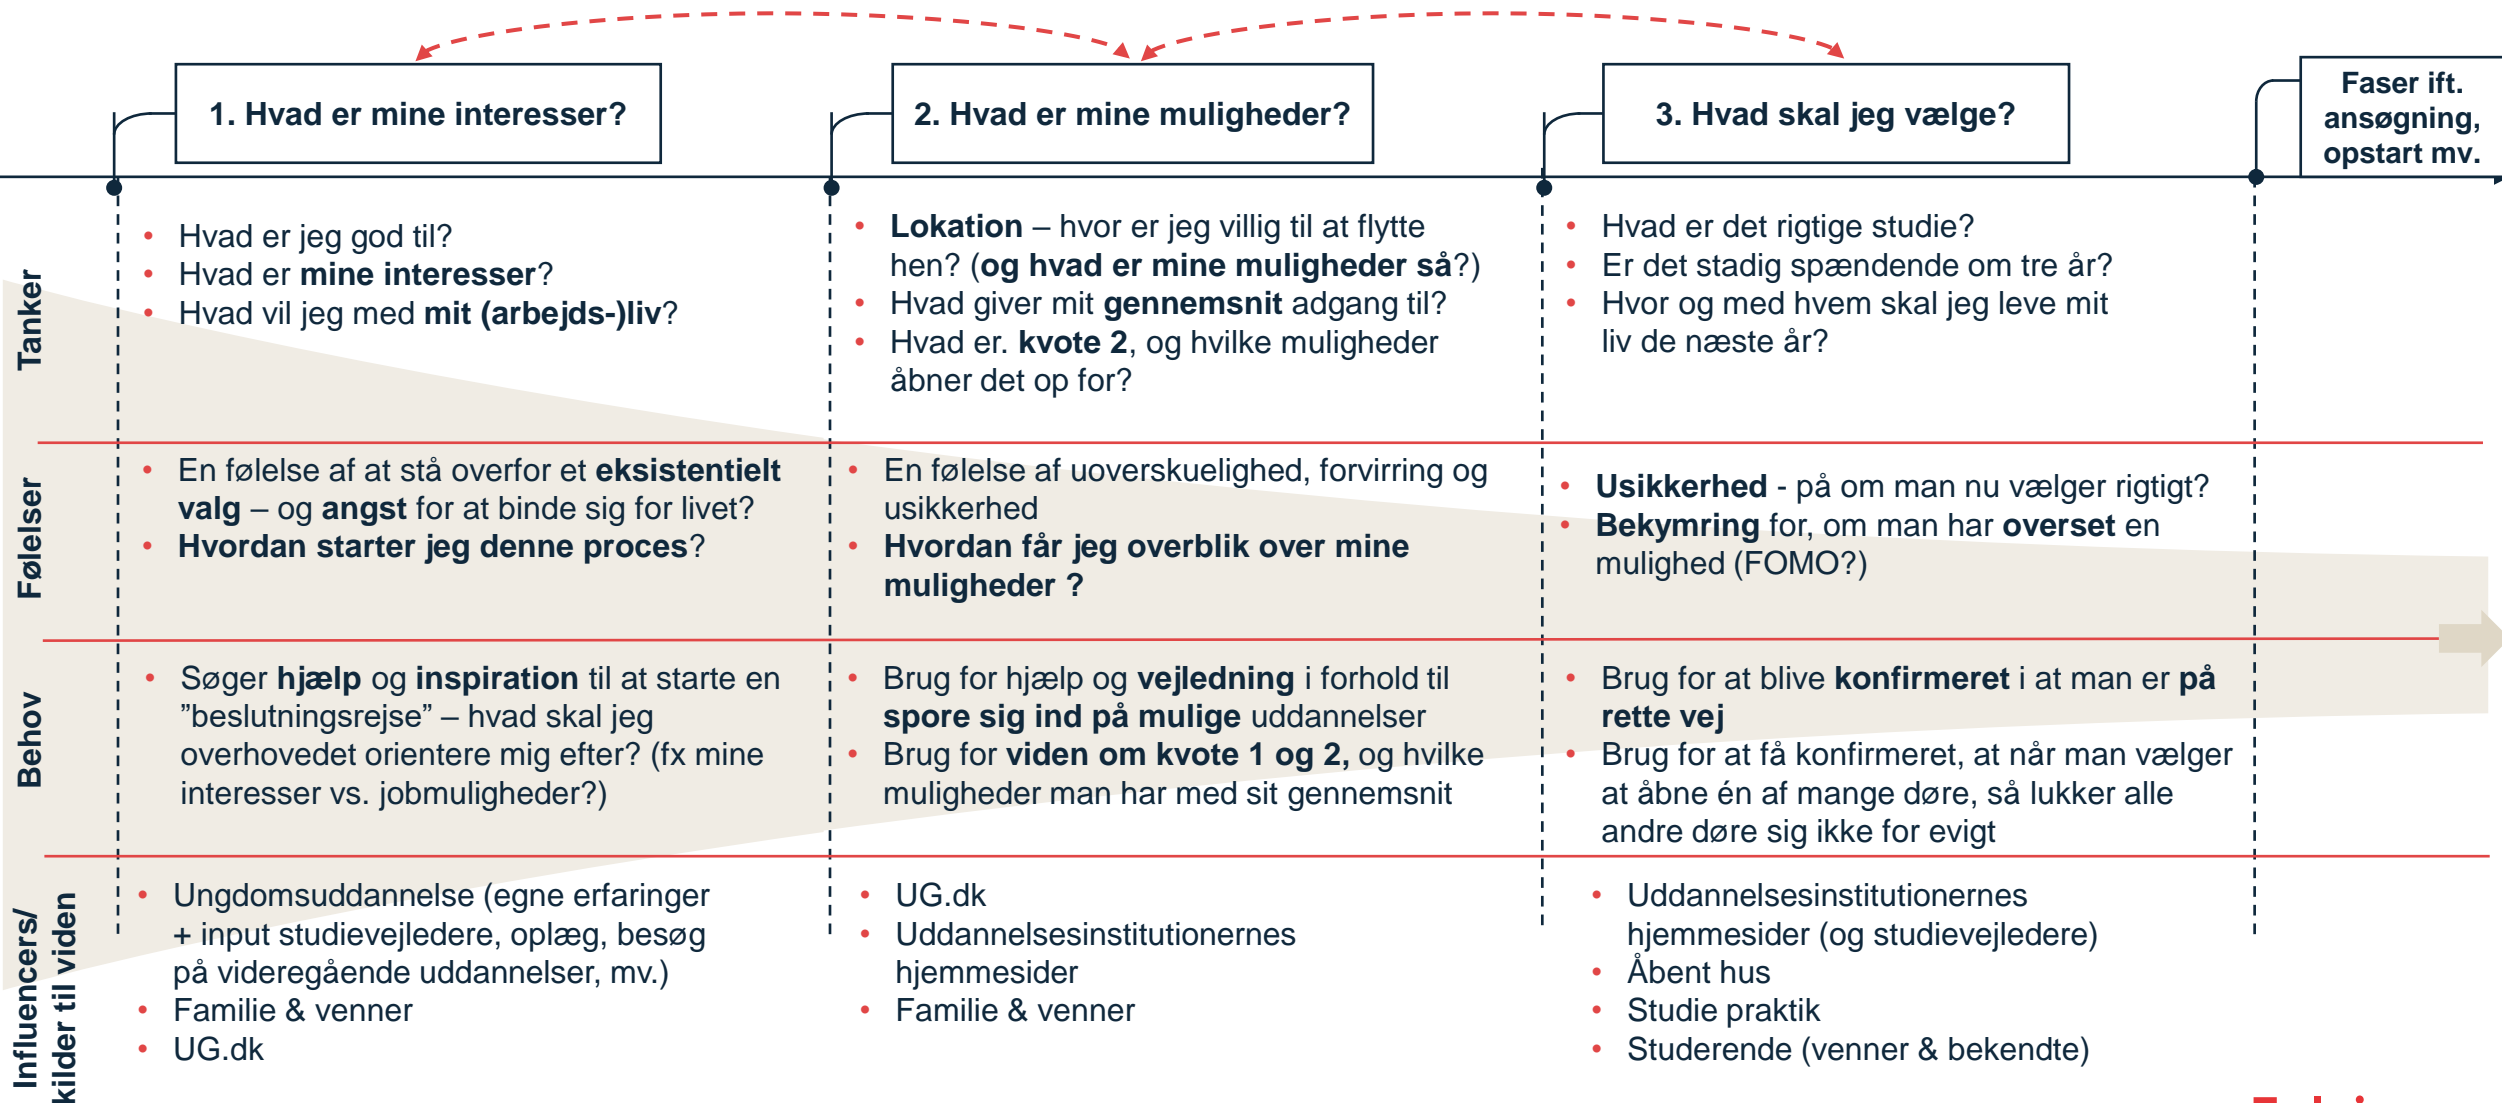 1. Hvad er mine interesser?
2. Hvad er mine muligheder?
3. Hvad skal jeg vælge?
Faser ift.
ansøgning,
opstart mv.
Tanker
• Hvad er jeg god til?
• Hvad er mine interesser?
• Hvad vil jeg med mit (arbejds-)liv?
• Lokation – hvor er jeg villig til at flytte
hen? (og hvad er mine muligheder så?)
• Hvad giver mit gennemsnit adgang til?
• Hvad er. kvote 2, og hvilke muligheder
åbner det op for?
• Hvad er det rigtige studie?
• Er det stadig spændende om tre år?
• Hvor og med hvem skal jeg leve mit
liv de næste år?
Følelser
• En følelse af at stå overfor et eksistentielt
valg – og angst for at binde sig for livet?
• Hvordan starter jeg denne proces?
• En følelse af uoverskuelighed, forvirring og
usikkerhed
• Hvordan får jeg overblik over mine
muligheder ?
• Usikkerhed - på om man nu vælger rigtigt?
• Bekymring for, om man har overset en
mulighed (FOMO?)
Behov
• Søger hjælp og inspiration til at starte en
”beslutningsrejse” – hvad skal jeg
overhovedet orientere mig efter? (fx mine
interesser vs. jobmuligheder?)
• Brug for hjælp og vejledning i forhold til
spore sig ind på mulige uddannelser
• Brug for viden om kvote 1 og 2, og hvilke
muligheder man har med sit gennemsnit
• Brug for at blive konfirmeret i at man er på
rette vej
• Brug for at få konfirmeret, at når man vælger
at åbne én af mange døre, så lukker alle
andre døre sig ikke for evigt
Influencers/
kilder til viden
• Ungdomsuddannelse (egne erfaringer
+ input studievejledere, oplæg, besøg
på videregående uddannelser, mv.)
• Familie & venner
• UG.dk
• UG.dk
• Uddannelsesinstitutionernes
hjemmesider
• Familie & venner
• Uddannelsesinstitutionernes
hjemmesider (og studievejledere)
• Åbent hus
• Studie praktik
• Studerende (venner & bekendte)